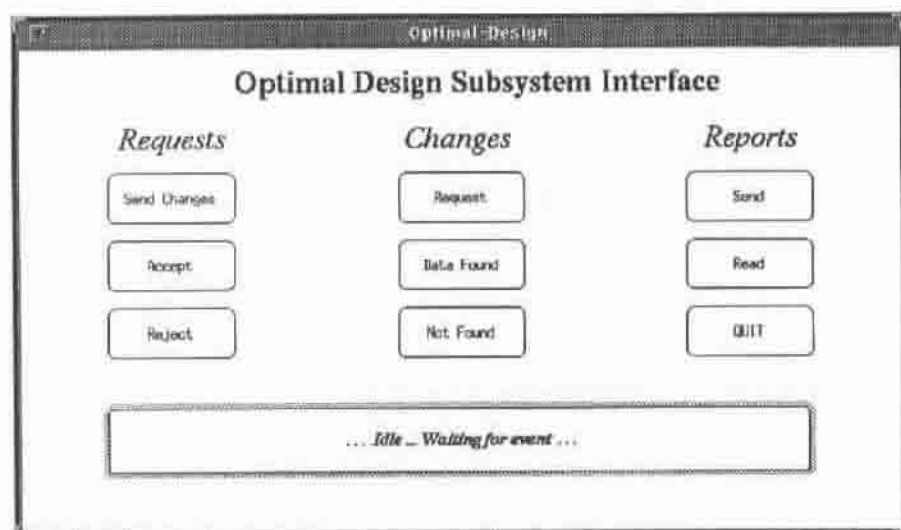 Optimal-Design
Optimal Design Subsystem Interface
Requests Changes Reports
Send Changes Request Send
Accept Data Found Read
Reject Not Found QUIT
... Idle ... Waiting for event ...